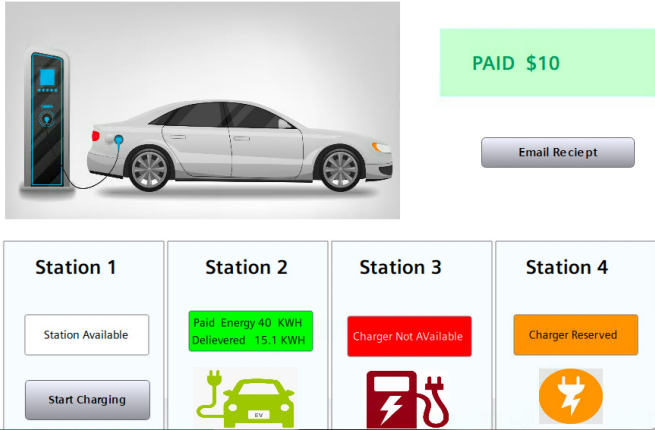 PAID $10
Email Reciept
Station 1
Station 2
Station 3
Station 4
Station Available
Paid Energy 40 KWH
Delievered 15.1 KWH
Charger Not AVailable
Charger Reserved
Start Charging
EV